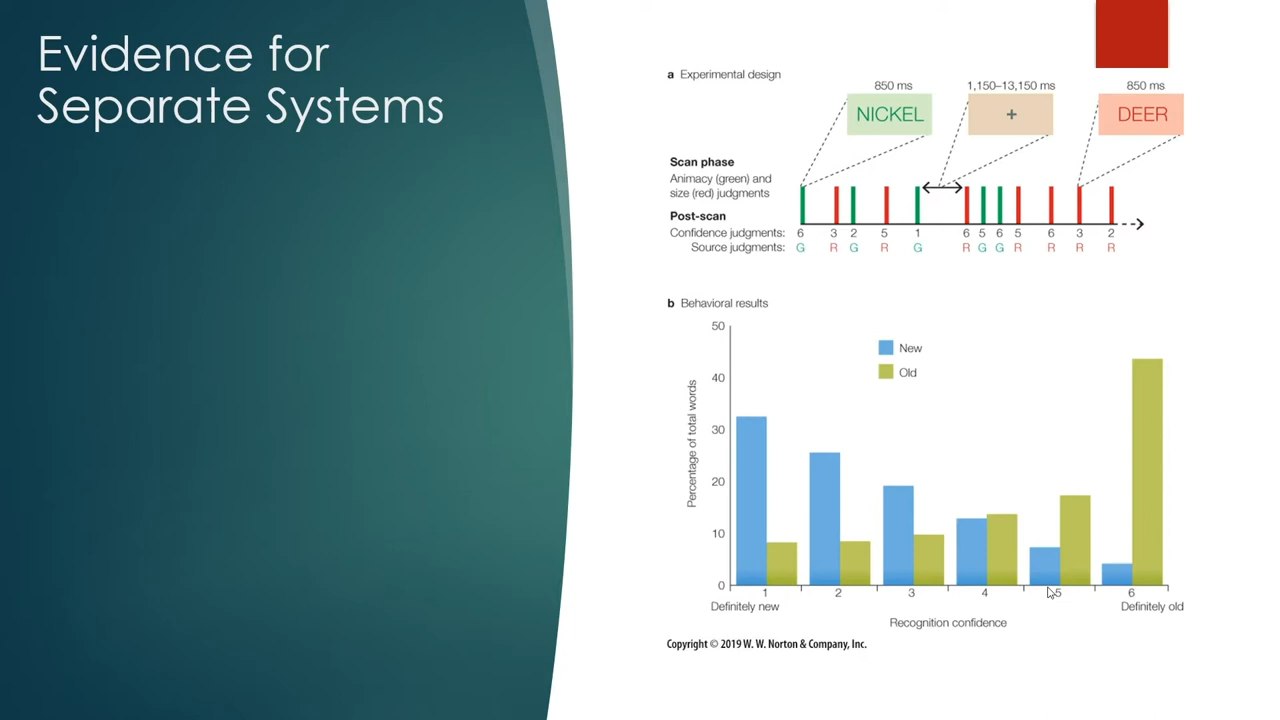 Evidence for
Separate Systems
a Experimental design
850 ms
1,150–13,150 ms
850 ms
NICKEL
+
DEER
Scan phase
Animacy (green) and
size (red) judgments
Post-scan
Confidence judgments: 6 3 2 5 1 6 5 6 5 6 3 2
Source judgments: G R G R G R G G R R R R
b Behavioral results
50
40
30
20
10
0
Percentage of total words
New
Old
1 2 3 4 5 6
Definitely new Definitely old
Recognition confidence
Copyright © 2019 W. W. Norton & Company, Inc.